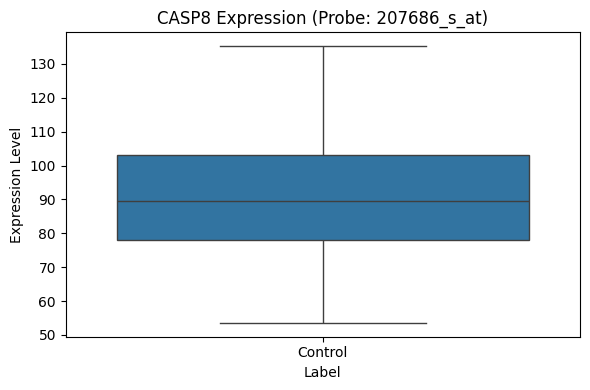 CASP8 Expression (Probe: 207686_s_at)
Expression Level
130
120
110
100
90
80
70
60
50
Control
Label